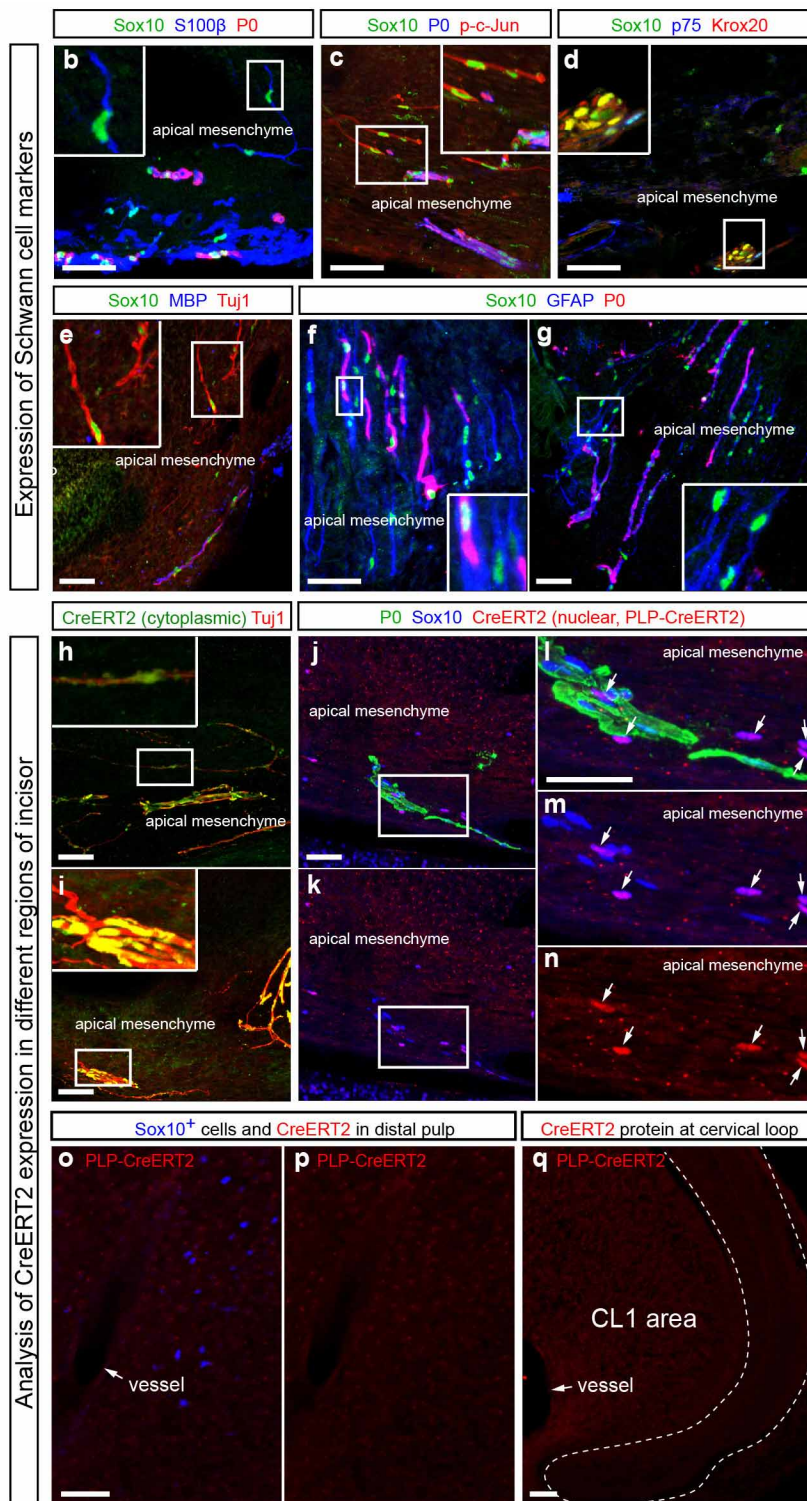 Expression of Schwann cell markers
Sox10 S100β P0
Sox10 P0 p-c-Jun
Sox10 p75 Krox20
b
apical mesenchyme
c
apical mesenchyme
d
apical mesenchyme
Sox10 MBP Tuj1
Sox10 GFAP P0
e
apical mesenchyme
f
apical mesenchyme
g
apical mesenchyme
Analysis of CreERT2 expression in different regions of incisor
CreERT2 (cytoplasmic) Tuj1
P0 Sox10 CreERT2 (nuclear, PLP-CreERT2)
h
apical mesenchyme
i
apical mesenchyme
j
apical mesenchyme
k
apical mesenchyme
l
apical mesenchyme
m
apical mesenchyme
n
apical mesenchyme
Sox10+ cells and CreERT2 in distal pulp
CreERT2 protein at cervical loop
o
PLP-CreERT2
vessel
p
PLP-CreERT2
q
PLP-CreERT2
CL1 area
vessel